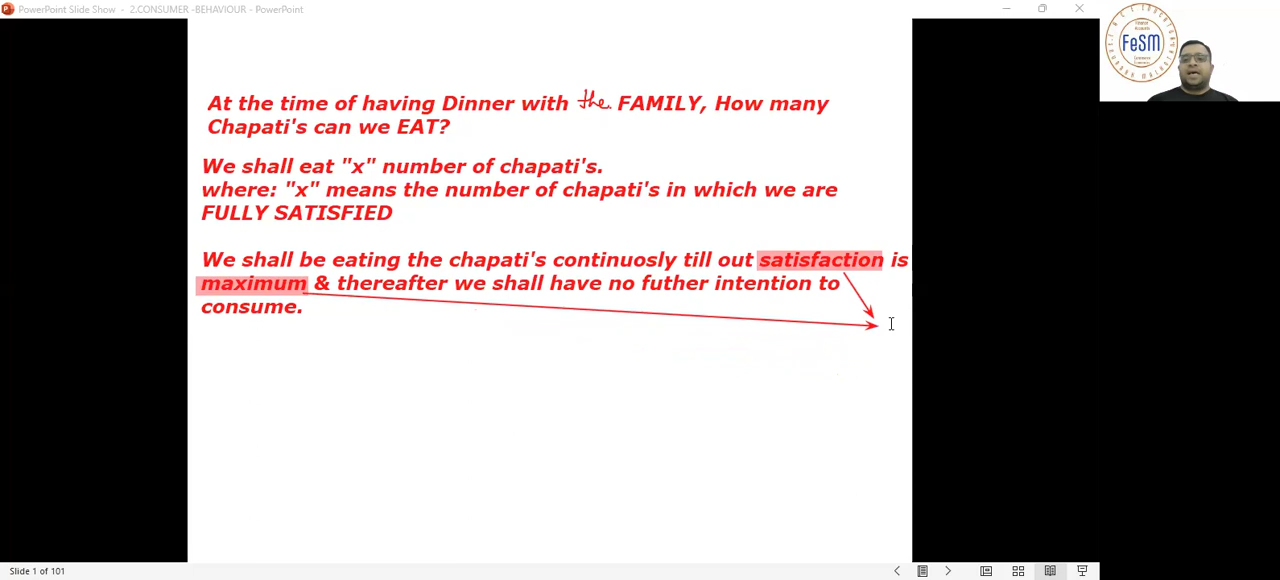 PowerPoint Slide Show - 2.CONSUMER -BEHAVIOUR - PowerPoint
FeSM
At the time of having Dinner with the FAMILY, How many
Chapati's can we EAT?
We shall eat "x" number of chapati's.
where: "x" means the number of chapati's in which we are
FULLY SATISFIED
We shall be eating the chapati's continuosly till out satisfaction is
maximum & thereafter we shall have no futher intention to
consume.
Slide 1 of 101